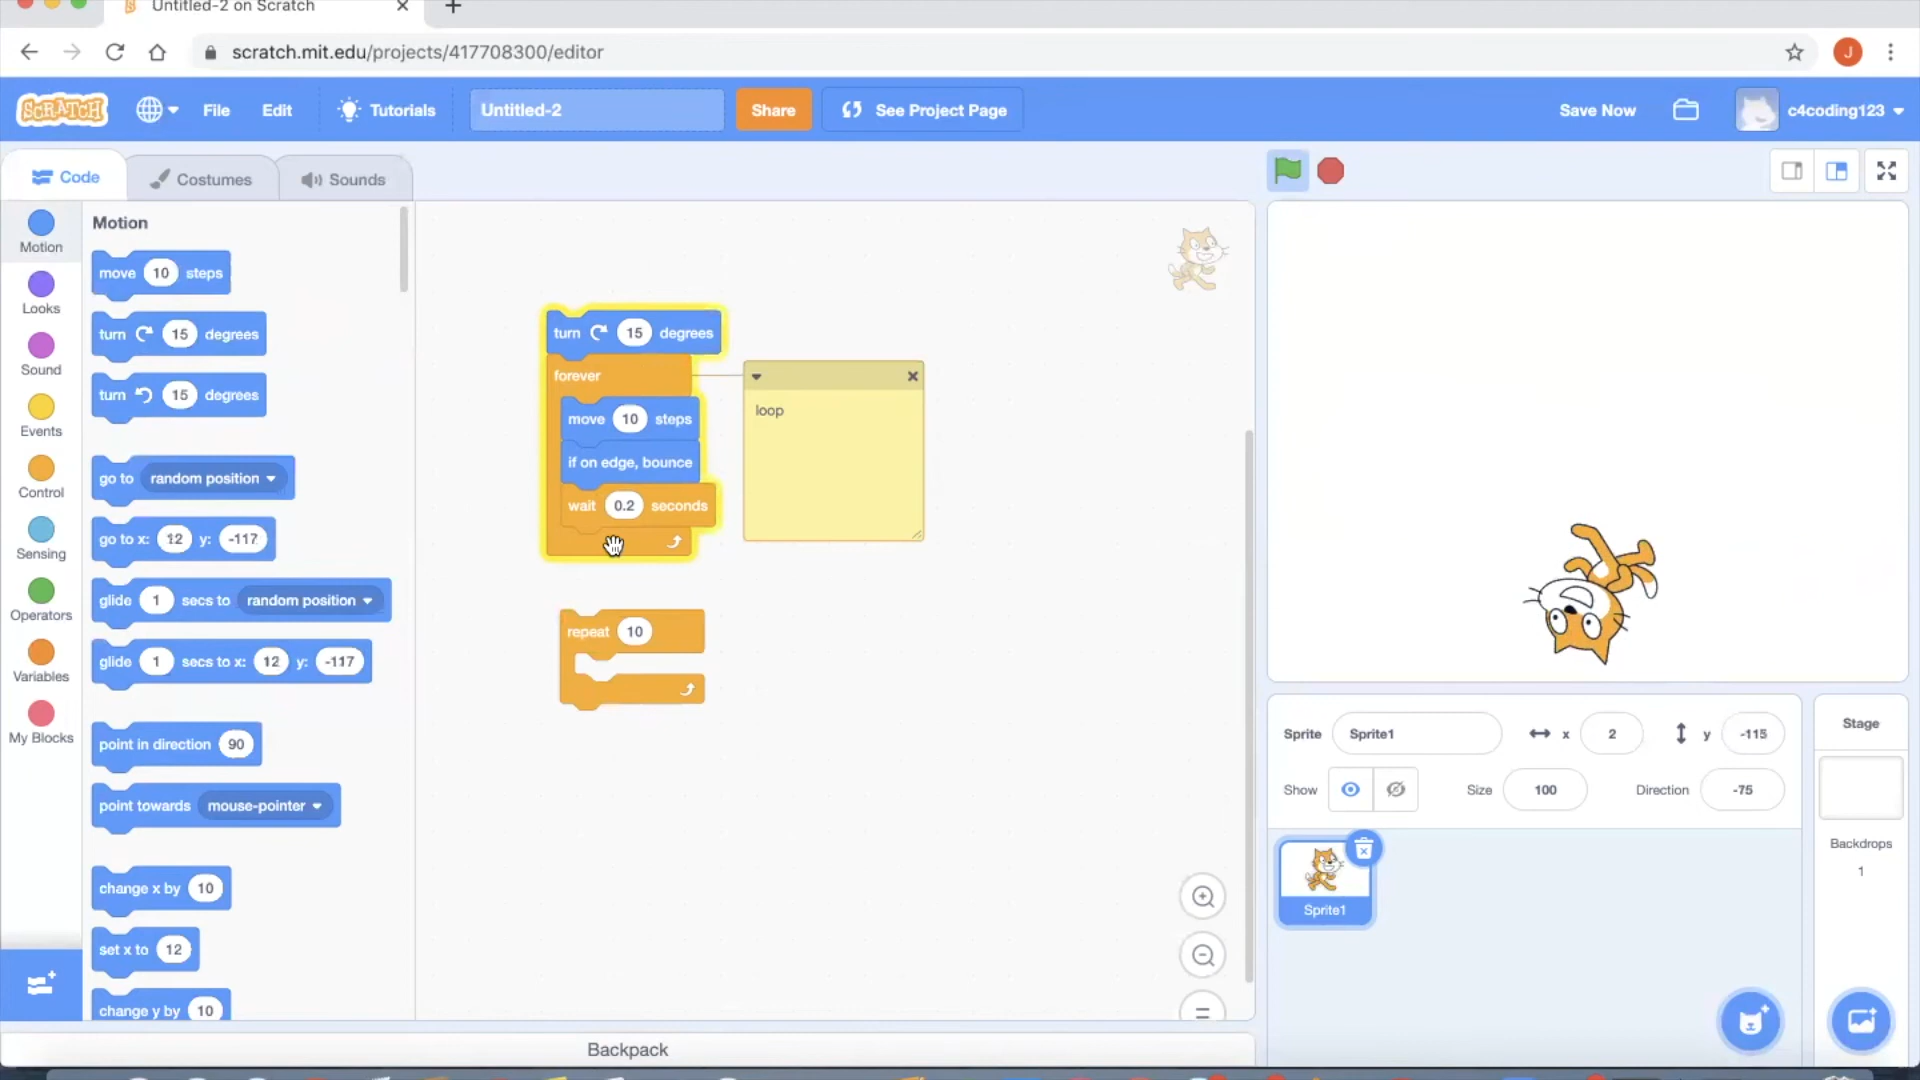 Untitled-2 on Scratch
scratch.mit.edu/projects/417708300/editor
J
SCRATCH
File
Edit
Tutorials
Untitled-2
Share
See Project Page
Save Now
c4coding123
Code
Costumes
Sounds
Motion
Looks
Sound
Events
Control
Sensing
Operators
Variables
My Blocks
Motion
move 10 steps
turn 15 degrees
turn 15 degrees
go to random position
go to x: 12 y: -117
glide 1 secs to random position
glide 1 secs to x: 12 y: -117
point in direction 90
point towards mouse-pointer
change x by 10
set x to 12
change y by 10
turn 15 degrees
forever
move 10 steps
if on edge, bounce
wait 0.2 seconds
loop
repeat 10
Backpack
Sprite Sprite1 x 2 y -115
Show Size 100 Direction -75
Sprite1
Stage
Backdrops
1